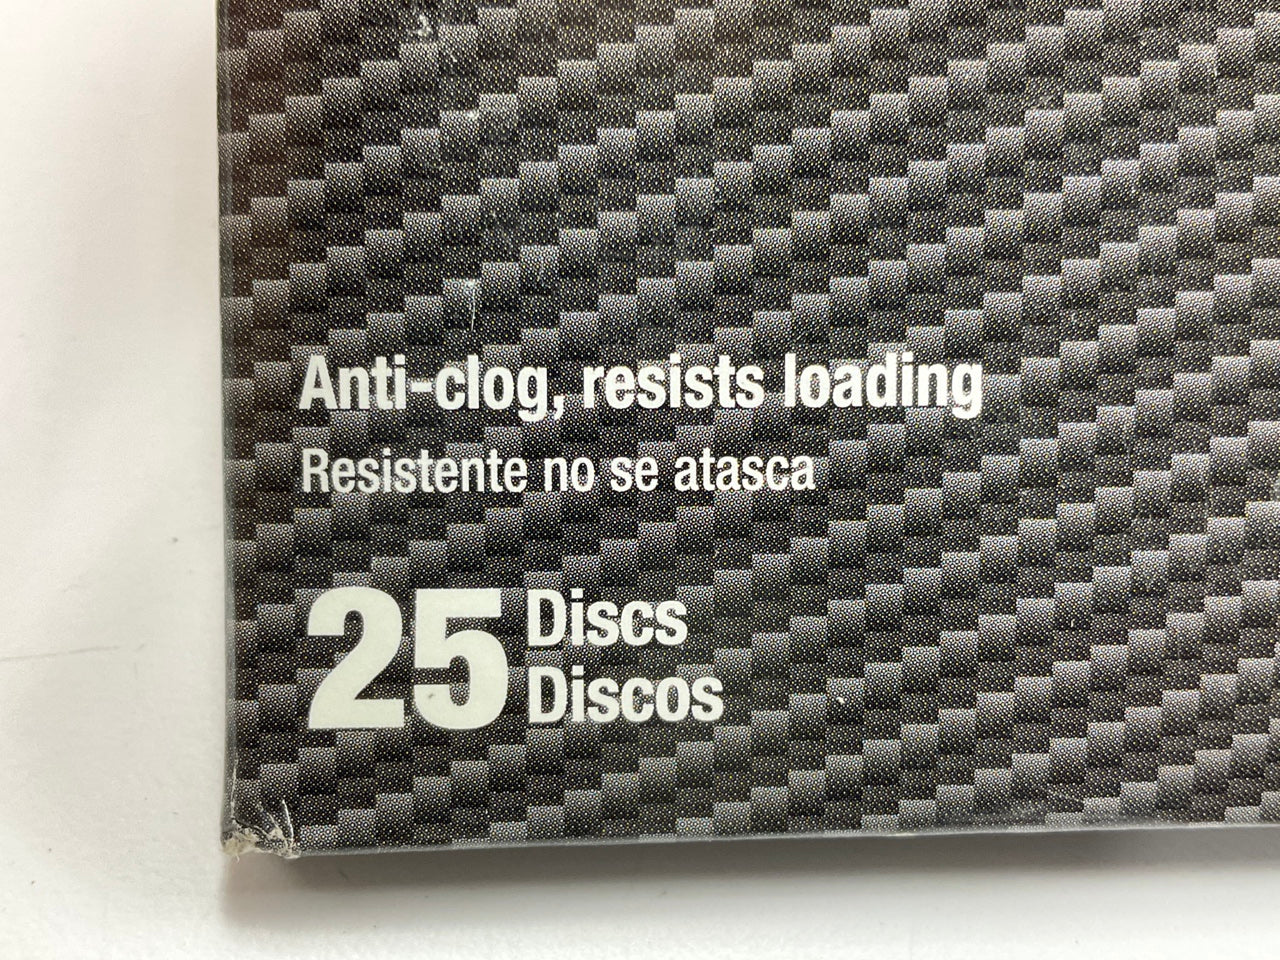 Anti-clog, resists loading
Resistente no se atasca
25 Discs
Discos